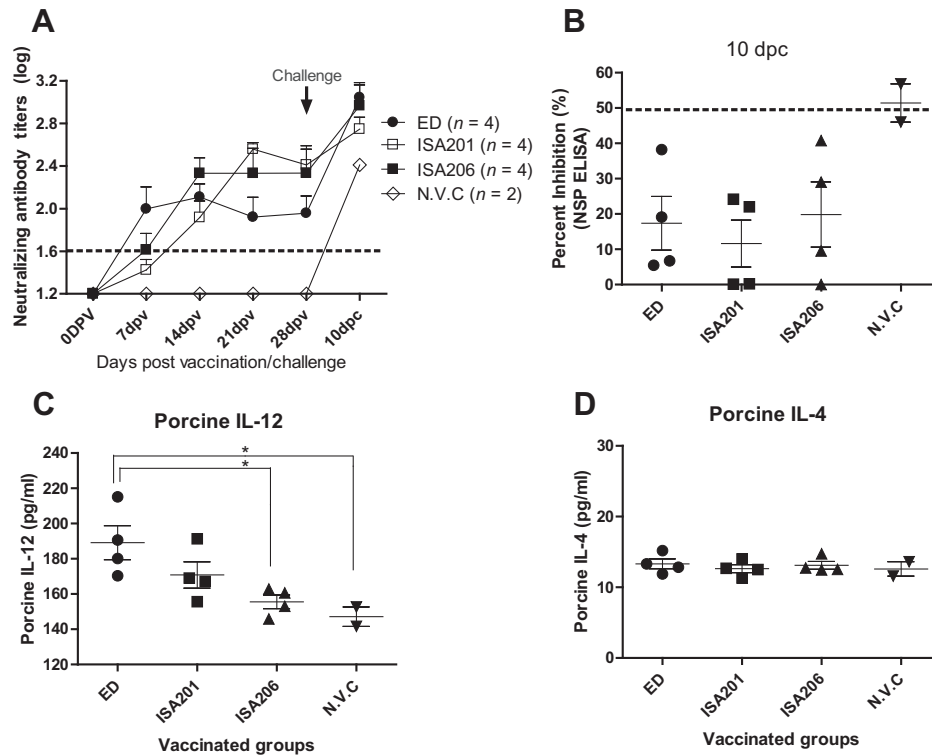 A
Neutralizing antibody titers (log)
3.2
2.8
2.4
2.0
1.6
1.2
Challenge
ED (n = 4)
ISA201 (n = 4)
ISA206 (n = 4)
N.V.C (n = 2)
0DPV
7dpv
14dpv
21dpv
28dpv
10dpc
Days post vaccination/challenge
B
10 dpc
Percent Inhibition (%)
(NSP ELISA)
60
50
40
30
20
10
0
ED
ISA201
ISA206
N.V.C
C
Porcine IL-12
Porcine IL-12 (pg/ml)
240
220
200
180
160
140
120
*
*
ED
ISA201
ISA206
N.V.C
Vaccinated groups
D
Porcine IL-4
Porcine IL-4 (pg/ml)
30
20
10
0
ED
ISA201
ISA206
N.V.C
Vaccinated groups